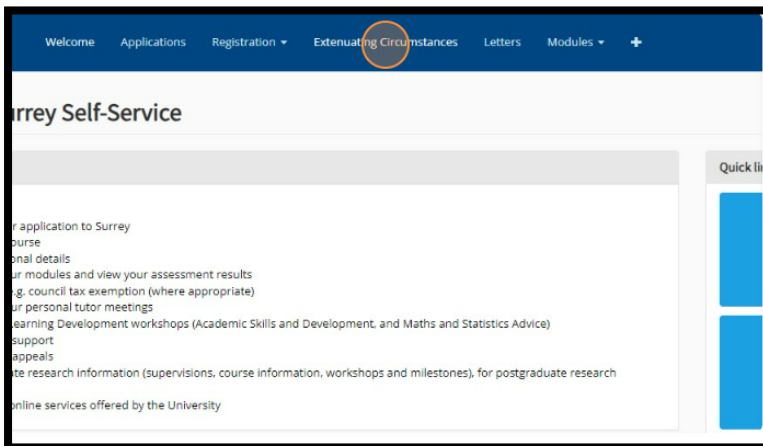 Welcome Applications Registration Extenuating Circumstances Letters Modules +
rrey Self-Service
Quick li
r application to Surrey
ourse
onal details
ur modules and view your assessment results
e.g. council tax exemption (where appropriate)
ur personal tutor meetings
Learning Development workshops (Academic Skills and Development, and Maths and Statistics Advice)
support
appeals
te research information (supervisions, course information, workshops and milestones), for postgraduate research
online services offered by the University